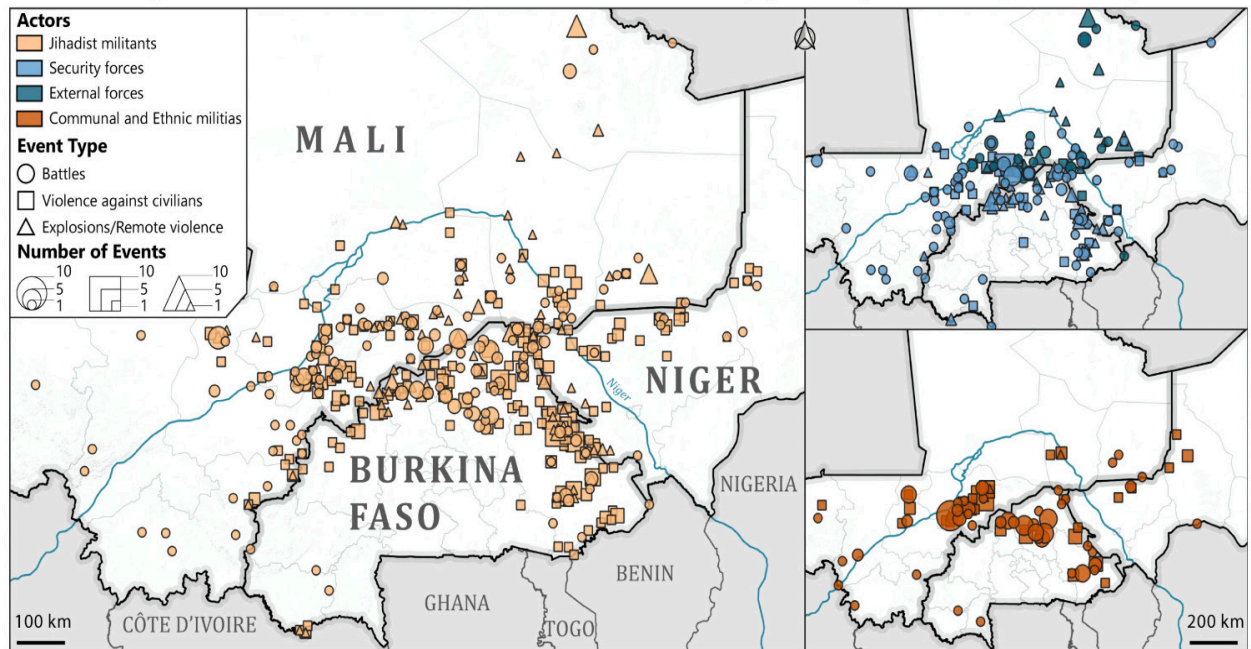 Actors
Jihadist militants
Security forces
External forces
Communal and Ethnic militias
Event Type
Battles
Violence against civilians
Explosions/Remote violence
Number of Events
10
5
1
10
5
1
10
5
1
MALI
NIGER
Niger
BURKINA
FASO
NIGERIA
BENIN
GHANA
TOGO
CÔTE D'IVOIRE
100 km
200 km